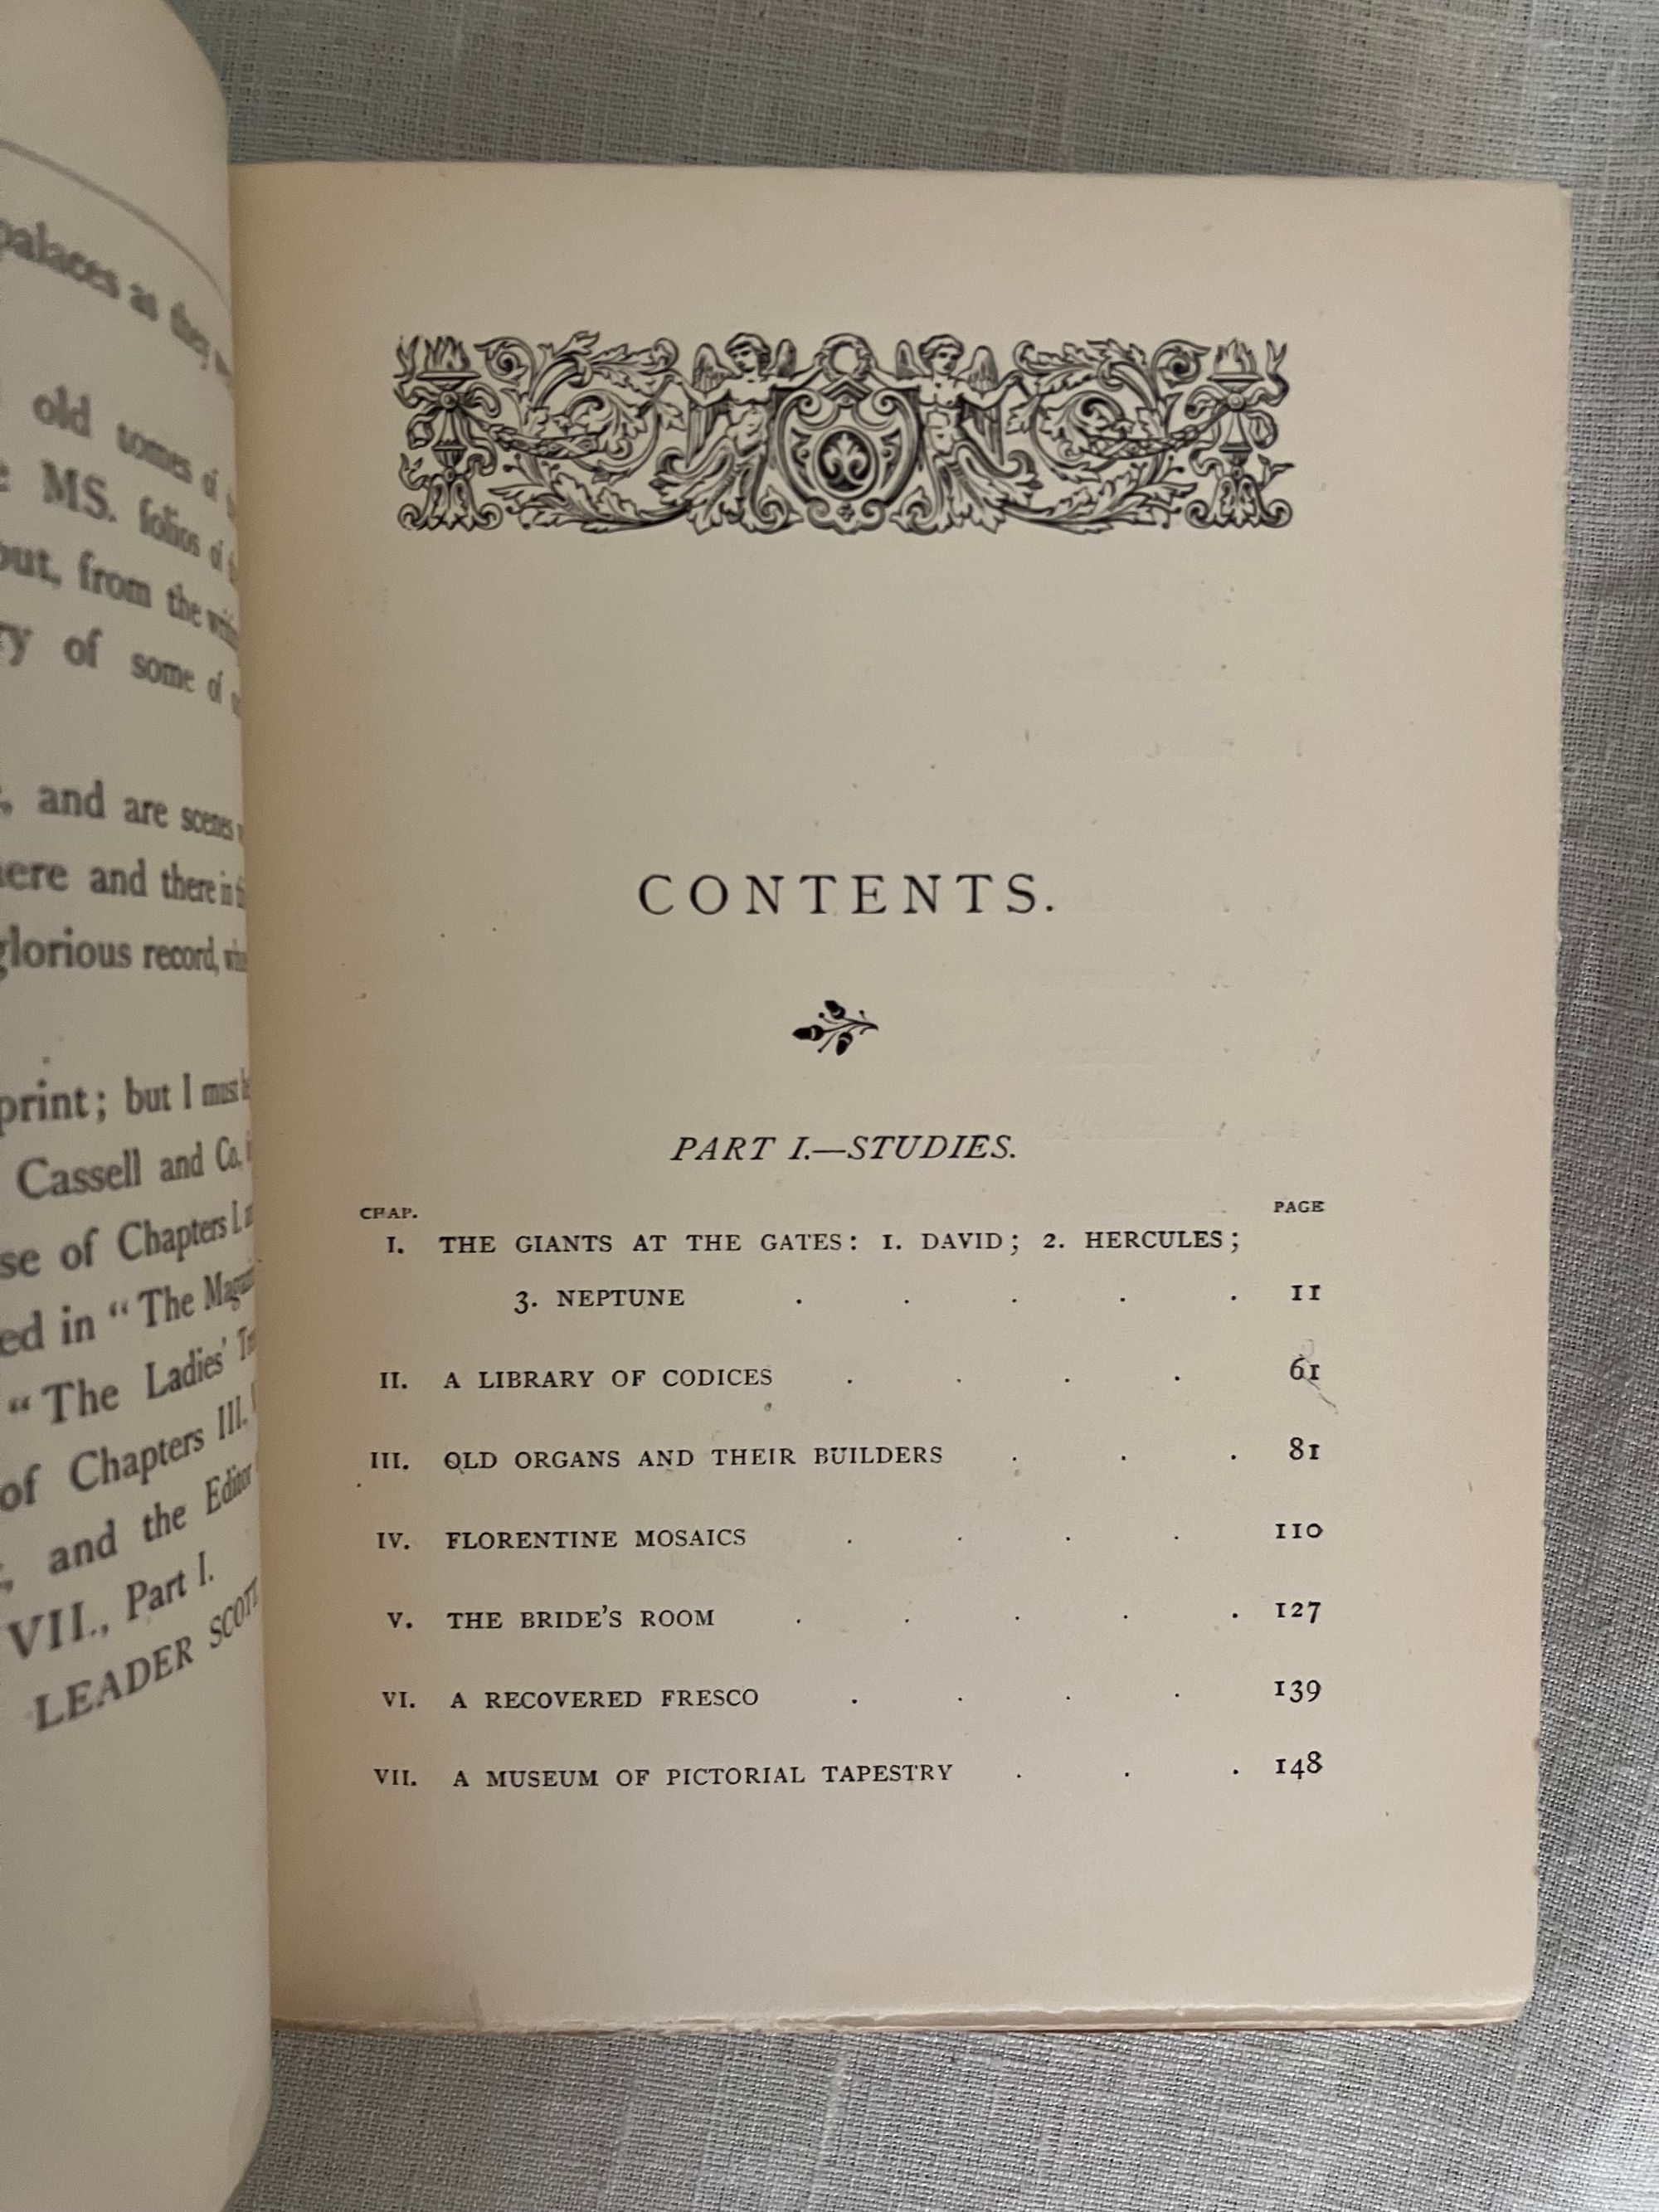 palaces as they
old tomes of
MS. folios of
out, from the
ry of some of
and are scenes
here and there in
glorious record,
print; but I must
Cassell and Co.
se of Chapters I.
ed in "The
"The Ladies'
of Chapters III.
and the Editor
VII., Part I.
LEADER SCOTT
CONTENTS.
PART I.—STUDIES.
CHAP. PAGE
I. THE GIANTS AT THE GATES: 1. DAVID; 2. HERCULES;
3. NEPTUNE . . . . . 11
II. A LIBRARY OF CODICES . . . . 61
III. OLD ORGANS AND THEIR BUILDERS . . . 81
IV. FLORENTINE MOSAICS . . . . 110
V. THE BRIDE'S ROOM . . . . . 127
VI. A RECOVERED FRESCO . . . . 139
VII. A MUSEUM OF PICTORIAL TAPESTRY . . . 148